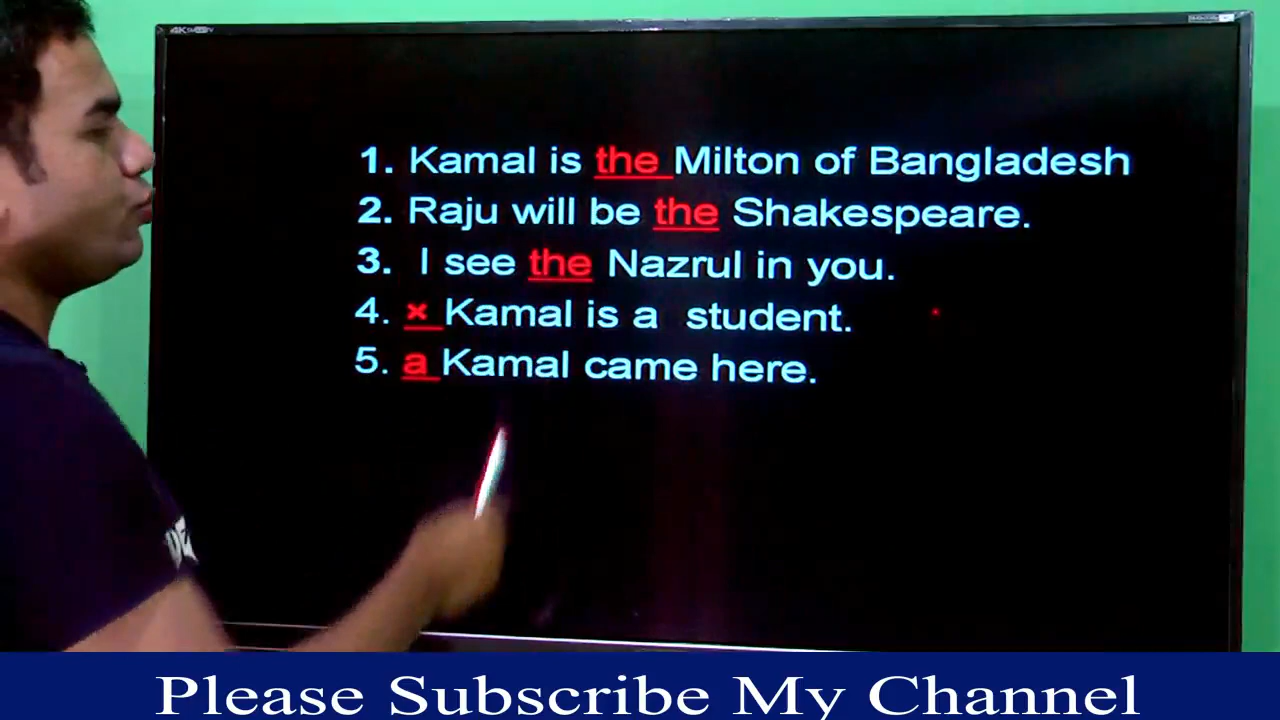 1. Kamal is the Milton of Bangladesh
2. Raju will be the Shakespeare.
3. I see the Nazrul in you.
4. × Kamal is a student.
5. a Kamal came here.
Please Subscribe My Channel